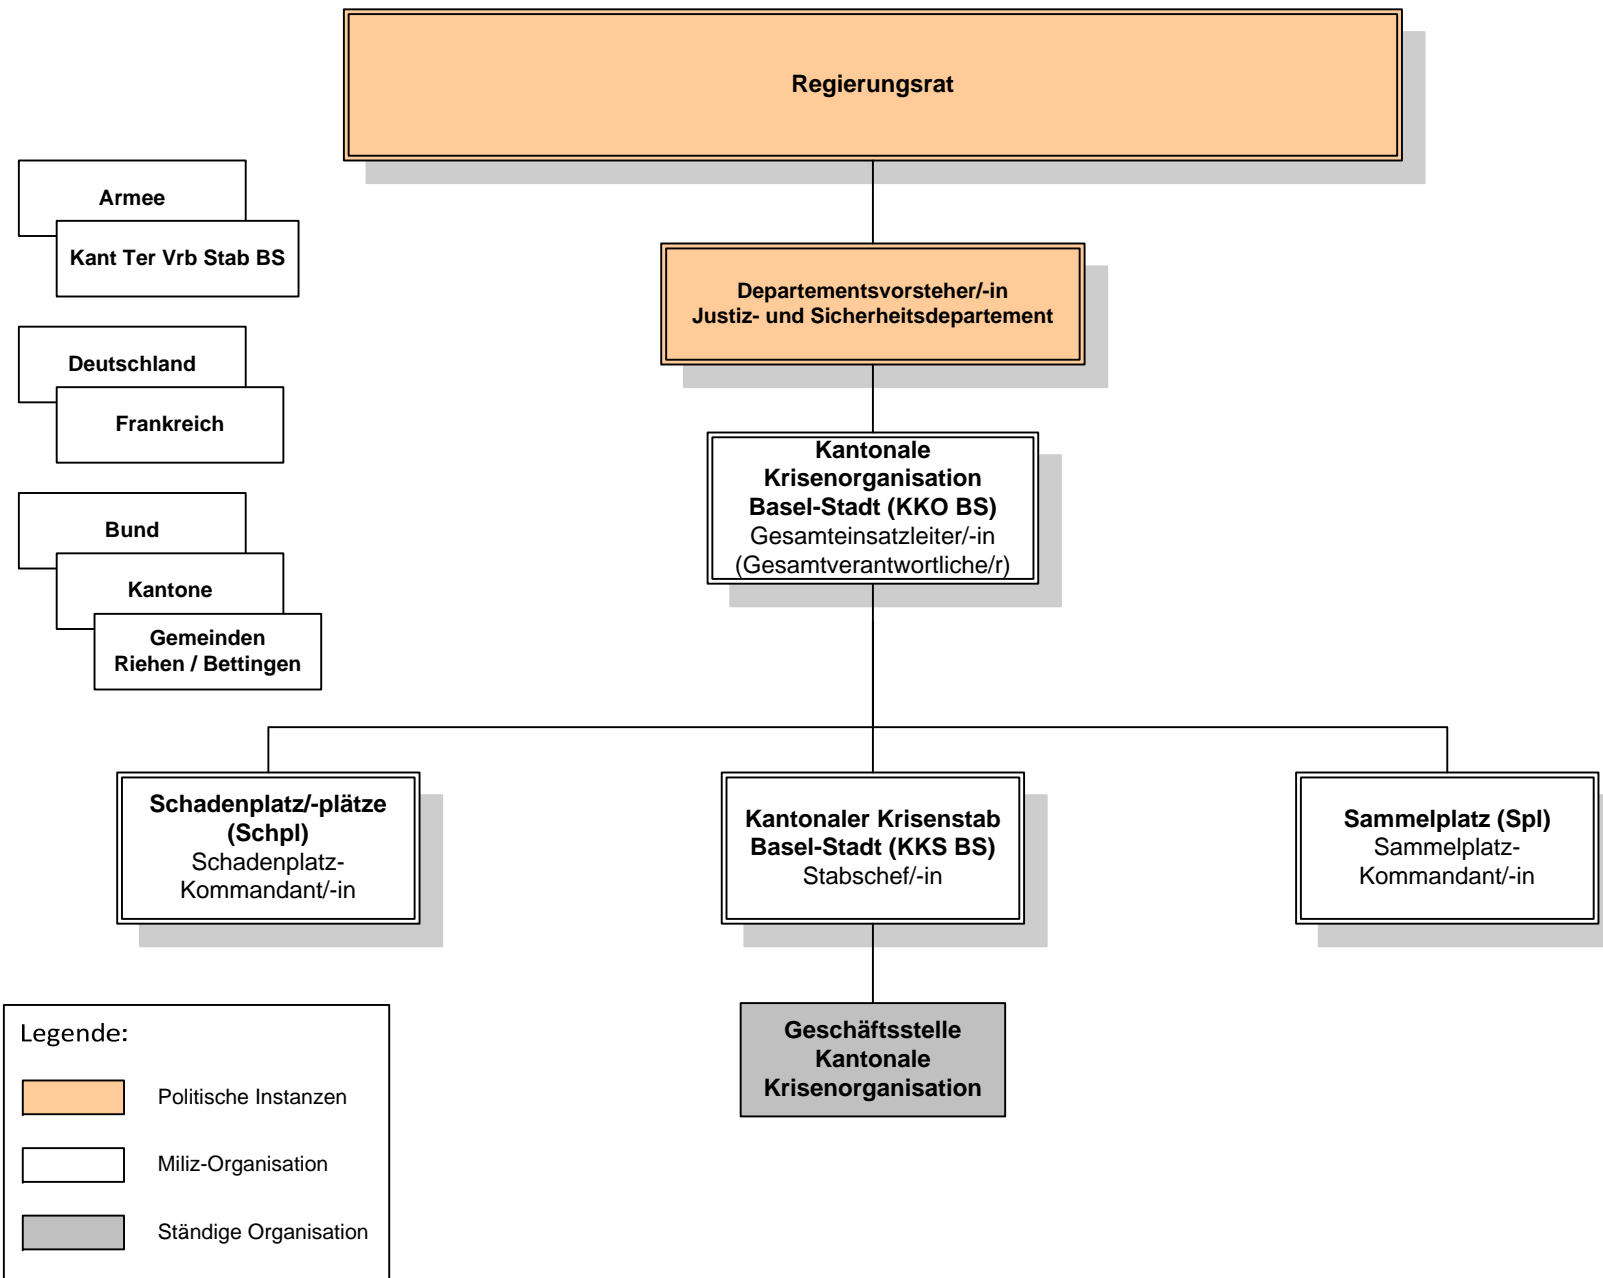 Regierungsrat
Armee
Kant Ter Vrb Stab BS
Departementsvorsteher/-in
Justiz- und Sicherheitsdepartement
Deutschland
Frankreich
Kantonale
Krisenorganisation
Basel-Stadt (KKO BS)
Gesamteinsatzleiter/-in
(Gesamtverantwortliche/r)
Bund
Kantone
Gemeinden
Riehen / Bettingen
Schadenplatz/-plätze
(Schpl)
Schadenplatz-
Kommandant/-in
Kantonaler Krisenstab
Basel-Stadt (KKS BS)
Stabschef/-in
Sammelplatz (Spl)
Sammelplatz-
Kommandant/-in
Geschäftsstelle
Kantonale
Krisenorganisation
Legende:
Politische Instanzen
Miliz-Organisation
Ständige Organisation